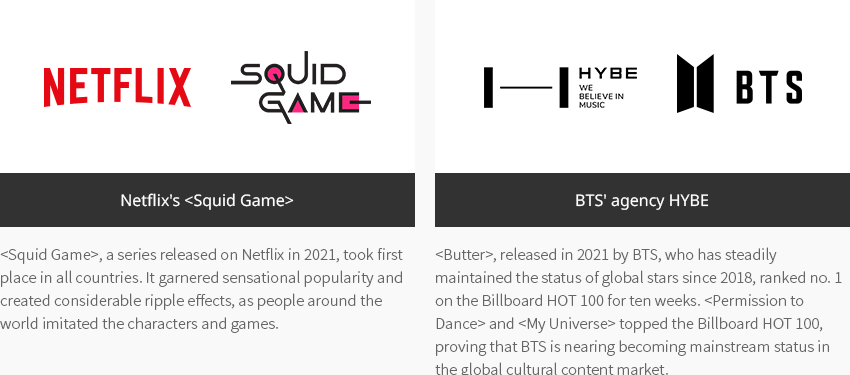 NETFLIX
SQUID
GAME
HYBE
WE
BELIEVE IN
MUSIC
BTS
Netflix's <Squid Game>
BTS' agency HYBE
<Squid Game>, a series released on Netflix in 2021, took first
place in all countries. It garnered sensational popularity and
created considerable ripple effects, as people around the
world imitated the characters and games.
<Butter>, released in 2021 by BTS, who has steadily
maintained the status of global stars since 2018, ranked no. 1
on the Billboard HOT 100 for ten weeks. <Permission to
Dance> and <My Universe> topped the Billboard HOT 100,
proving that BTS is nearing becoming mainstream status in
the global cultural content market.